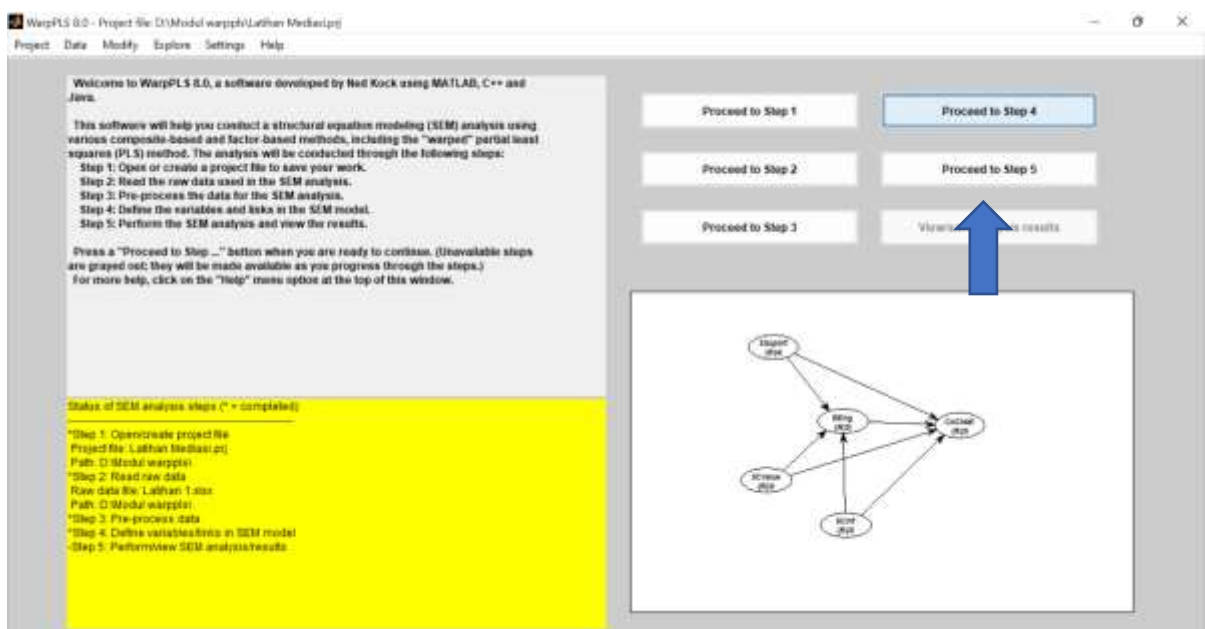 WarpPLS 8.0 - Project file: D:\Modul warppls\Latihan Mediasi.prj
Project Data Modify Explore Settings Help
Welcome to WarpPLS 8.0, a software developed by Ned Kock using MATLAB, C++ and
Java.
This software will help you conduct a structural equation modeling (SEM) analysis using
various composite-based and factor-based methods, including the "warped" partial least
squares (PLS) method. The analysis will be conducted through the following steps:
Step 1: Open or create a project file to save your work.
Step 2: Read the raw data used in the SEM analysis.
Step 3: Pre-process the data for the SEM analysis.
Step 4: Define the variables and links in the SEM model.
Step 5: Perform the SEM analysis and view the results.
Press a "Proceed to Step ..." button when you are ready to continue. (Unavailable steps
are grayed out; they will be made available as you progress through the steps.)
For more help, click on the "Help" menu option at the top of this window.
Status of SEM analysis steps (* = completed)
*Step 1: Open/create project file
Project file: Latihan Mediasi.prj
Path: D:\Modul warppls\
*Step 2: Read raw data
Raw data file: Latihan 1.xlsx
Path: D:\Modul warppls\
*Step 3: Pre-process data
*Step 4: Define variables/links in SEM model
-Step 5: Perform/view SEM analysis/results
Proceed to Step 1
Proceed to Step 4
Proceed to Step 2
Proceed to Step 5
Proceed to Step 3
results